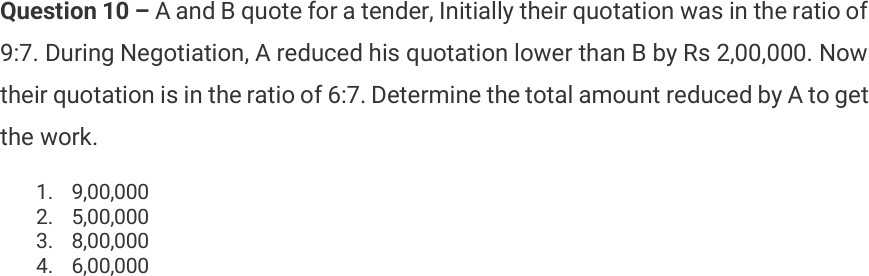 Question 10 – A and B quote for a tender, Initially their quotation was in the ratio of
9:7. During Negotiation, A reduced his quotation lower than B by Rs 2,00,000. Now
their quotation is in the ratio of 6:7. Determine the total amount reduced by A to get
the work.
1. 9,00,000
2. 5,00,000
3. 8,00,000
4. 6,00,000